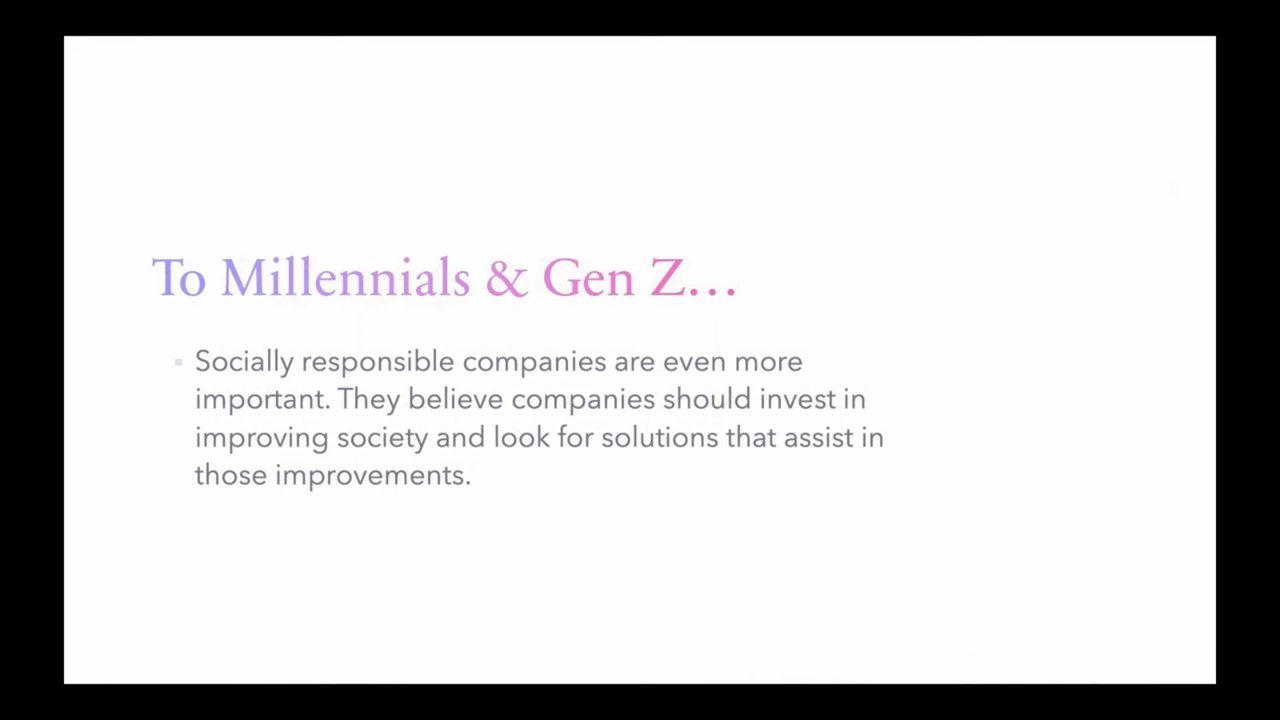 To Millennials & Gen Z…
Socially responsible companies are even more
important. They believe companies should invest in
improving society and look for solutions that assist in
those improvements.